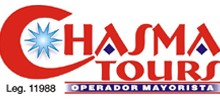 CHASMA
TOURS
Leg. 11988
OPERADOR MAYORISTA